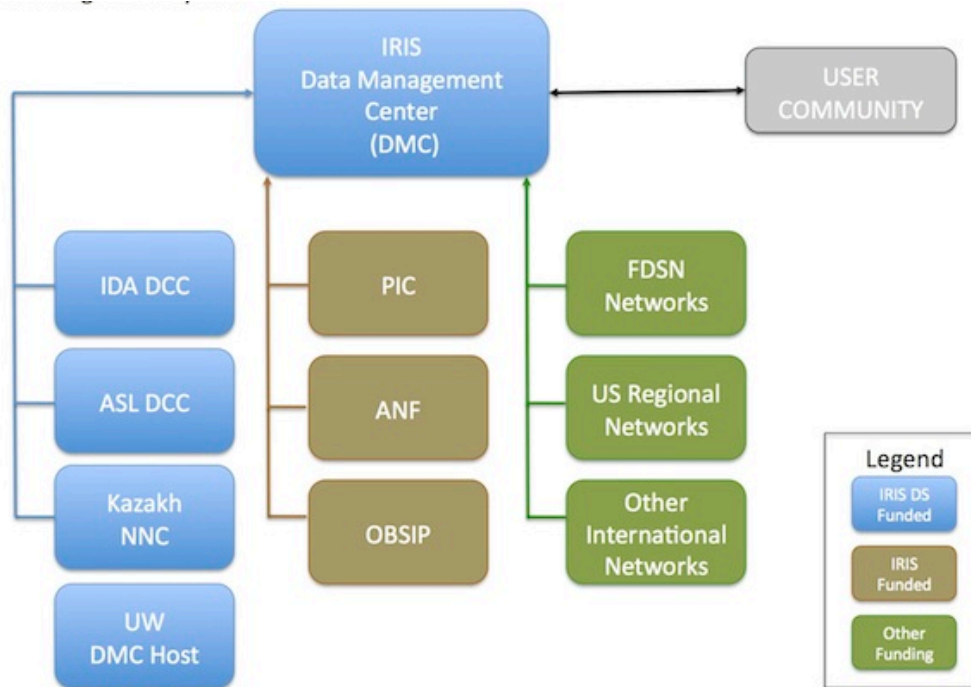 IRIS
Data Management
Center
(DMC)
USER
COMMUNITY
IDA DCC
PIC
FDSN
Networks
ASL DCC
ANF
US Regional
Networks
Kazakh
NNC
OBSIP
Other
International
Networks
UW
DMC Host
Legend
IRIS DS
Funded
IRIS
Funded
Other
Funding